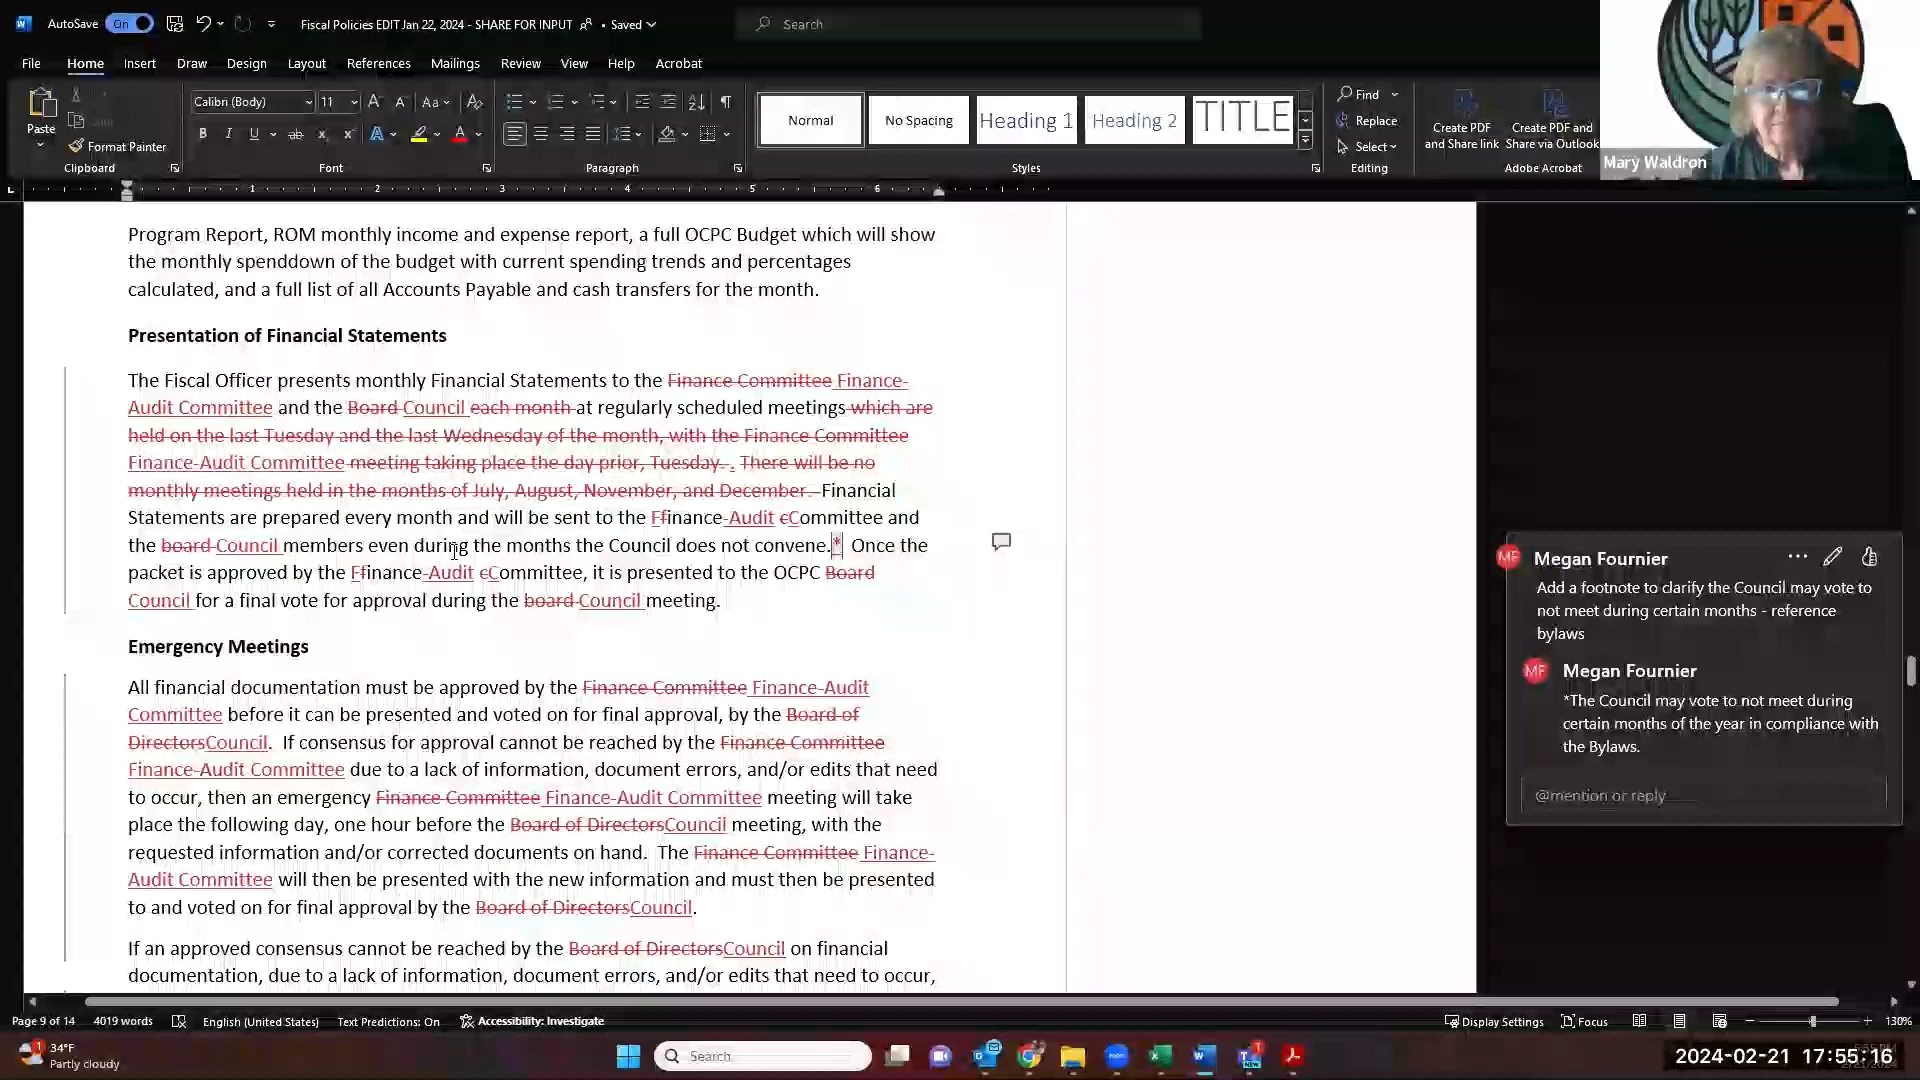 AutoSave On Fiscal Policies EDIT Jan 22, 2024 - SHARE FOR INPUT • Saved Search
File Home Insert Draw Design Layout References Mailings Review View Help Acrobat
Paste Format Painter Clipboard
Calibri (Body) 11 Font
Paragraph
Normal No Spacing Heading 1 Heading 2 TITLE Styles
Find Replace Select Editing
Create PDF and Share link
Create PDF and Share via Outlook
Adobe Acrobat
Mary Waldron
1 2 3 4 5 6
Program Report, ROM monthly income and expense report, a full OCPC Budget which will show
the monthly spenddown of the budget with current spending trends and percentages
calculated, and a full list of all Accounts Payable and cash transfers for the month.
Presentation of Financial Statements
The Fiscal Officer presents monthly Financial Statements to the Finance Committee Finance-
Audit Committee and the Board Council each month at regularly scheduled meetings which are
held on the last Tuesday and the last Wednesday of the month, with the Finance Committee
Finance-Audit Committee meeting taking place the day prior, Tuesday. . There will be no
monthly meetings held in the months of July, August, November, and December. Financial
Statements are prepared every month and will be sent to the Ffinance-Audit cCommittee and
the board Council members even during the months the Council does not convene.* Once the
packet is approved by the Ffinance-Audit cCommittee, it is presented to the OCPC Board
Council for a final vote for approval during the board Council meeting.
Emergency Meetings
All financial documentation must be approved by the Finance Committee Finance-Audit
Committee before it can be presented and voted on for final approval, by the Board of
DirectorsCouncil. If consensus for approval cannot be reached by the Finance Committee
Finance-Audit Committee due to a lack of information, document errors, and/or edits that need
to occur, then an emergency Finance Committee Finance-Audit Committee meeting will take
place the following day, one hour before the Board of DirectorsCouncil meeting, with the
requested information and/or corrected documents on hand. The Finance Committee Finance-
Audit Committee will then be presented with the new information and must then be presented
to and voted on for final approval by the Board of DirectorsCouncil.
If an approved consensus cannot be reached by the Board of DirectorsCouncil on financial
documentation, due to a lack of information, document errors, and/or edits that need to occur,
MF Megan Fournier
Add a footnote to clarify the Council may vote to
not meet during certain months - reference
bylaws
MF Megan Fournier
*The Council may vote to not meet during
certain months of the year in compliance with
the Bylaws.
@mention or reply
Page 9 of 14 4019 words English (United States) Text Predictions: On Accessibility: Investigate Display Settings Focus 130%
34°F
Partly cloudy
Search
2024-02-21 17:55:16